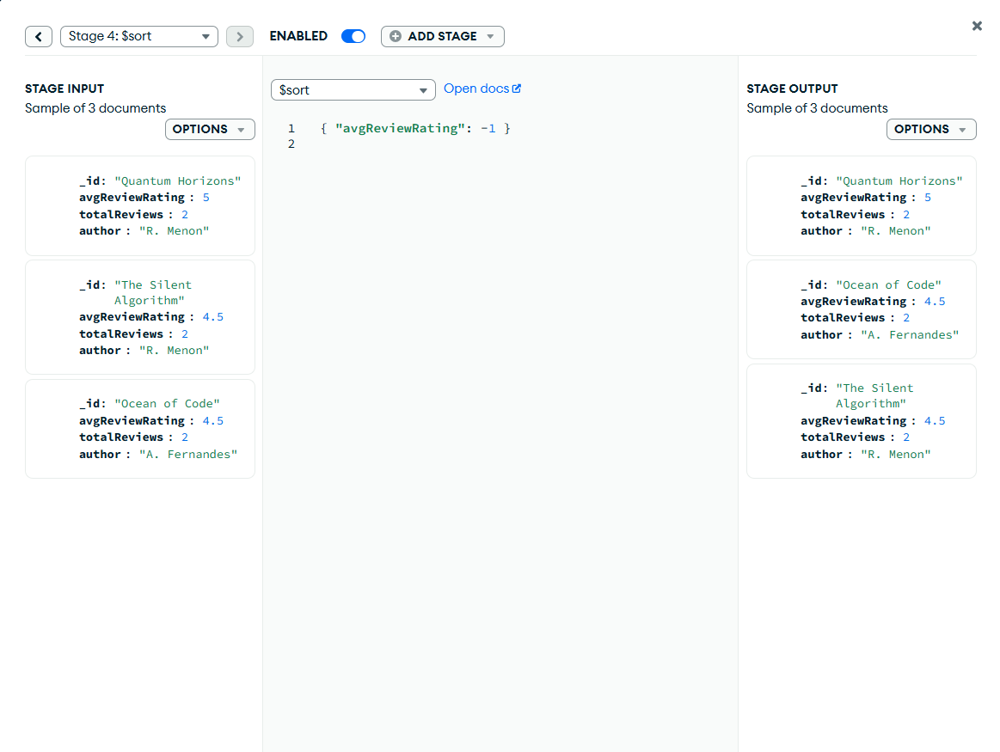 Stage 4: $sort
ENABLED
ADD STAGE
STAGE INPUT
Sample of 3 documents
OPTIONS
_id: "Quantum Horizons"
avgReviewRating : 5
totalReviews : 2
author : "R. Menon"
_id: "The Silent
Algorithm"
avgReviewRating : 4.5
totalReviews : 2
author : "R. Menon"
_id: "Ocean of Code"
avgReviewRating : 4.5
totalReviews : 2
author : "A. Fernandes"
$sort
Open docs
1 { "avgReviewRating": -1 }
2
STAGE OUTPUT
Sample of 3 documents
OPTIONS
_id: "Quantum Horizons"
avgReviewRating : 5
totalReviews : 2
author : "R. Menon"
_id: "Ocean of Code"
avgReviewRating : 4.5
totalReviews : 2
author : "A. Fernandes"
_id: "The Silent
Algorithm"
avgReviewRating : 4.5
totalReviews : 2
author : "R. Menon"